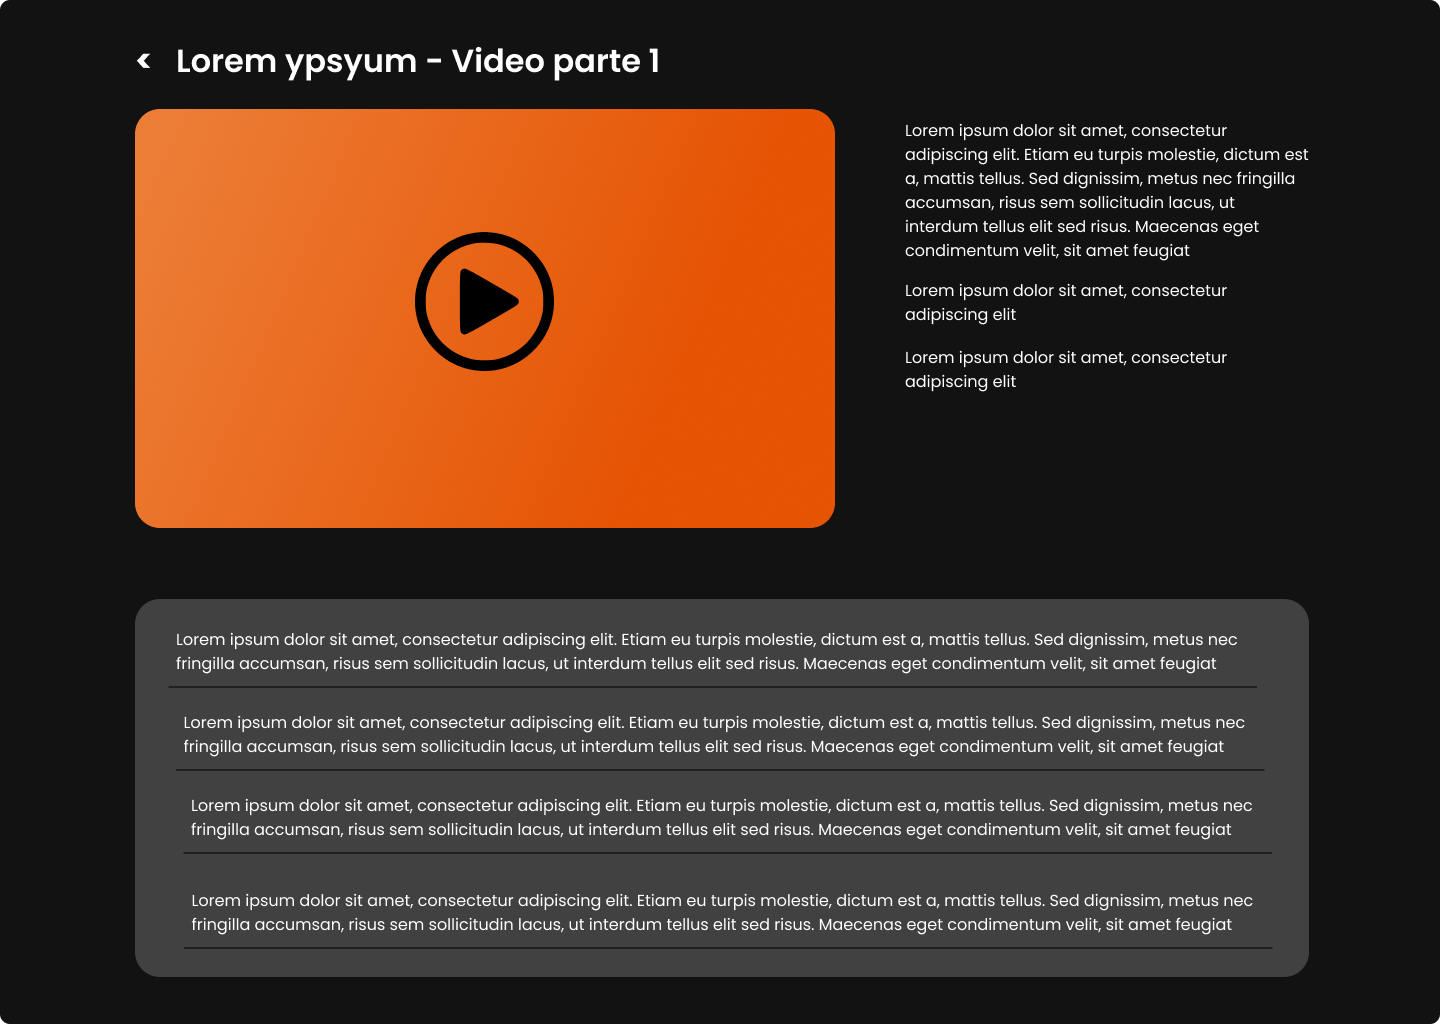 < Lorem ypsyum - Video parte 1
Lorem ipsum dolor sit amet, consectetur
adipiscing elit. Etiam eu turpis molestie, dictum est
a, mattis tellus. Sed dignissim, metus nec fringilla
accumsan, risus sem sollicitudin lacus, ut
interdum tellus elit sed risus. Maecenas eget
condimentum velit, sit amet feugiat
Lorem ipsum dolor sit amet, consectetur
adipiscing elit
Lorem ipsum dolor sit amet, consectetur
adipiscing elit
Lorem ipsum dolor sit amet, consectetur adipiscing elit. Etiam eu turpis molestie, dictum est a, mattis tellus. Sed dignissim, metus nec
fringilla accumsan, risus sem sollicitudin lacus, ut interdum tellus elit sed risus. Maecenas eget condimentum velit, sit amet feugiat
Lorem ipsum dolor sit amet, consectetur adipiscing elit. Etiam eu turpis molestie, dictum est a, mattis tellus. Sed dignissim, metus nec
fringilla accumsan, risus sem sollicitudin lacus, ut interdum tellus elit sed risus. Maecenas eget condimentum velit, sit amet feugiat
Lorem ipsum dolor sit amet, consectetur adipiscing elit. Etiam eu turpis molestie, dictum est a, mattis tellus. Sed dignissim, metus nec
fringilla accumsan, risus sem sollicitudin lacus, ut interdum tellus elit sed risus. Maecenas eget condimentum velit, sit amet feugiat
Lorem ipsum dolor sit amet, consectetur adipiscing elit. Etiam eu turpis molestie, dictum est a, mattis tellus. Sed dignissim, metus nec
fringilla accumsan, risus sem sollicitudin lacus, ut interdum tellus elit sed risus. Maecenas eget condimentum velit, sit amet feugiat